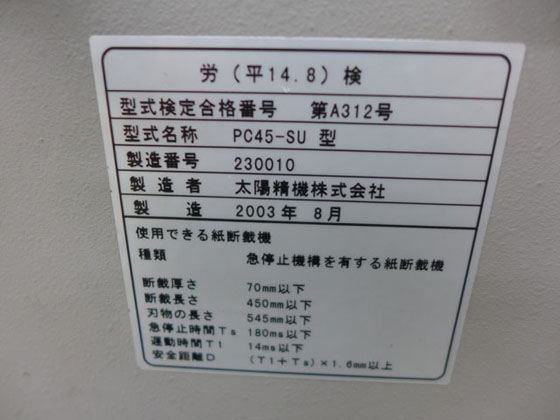 労（平14.8）検
型式検定合格番号 第A312号
型式名称 PC45-SU 型
製造番号 230010
製造者 太陽精機株式会社
製造 2003年 8月
使用できる紙断裁機
種類 急停止機構を有する紙断裁機
断裁厚さ 70mm以下
断裁長さ 450mm以下
刃物の長さ 545mm以下
急停止時間Ts 180ms以下
遅動時間T1 14ms以下
安全距離D （T1＋Ts）×1.6mm以上